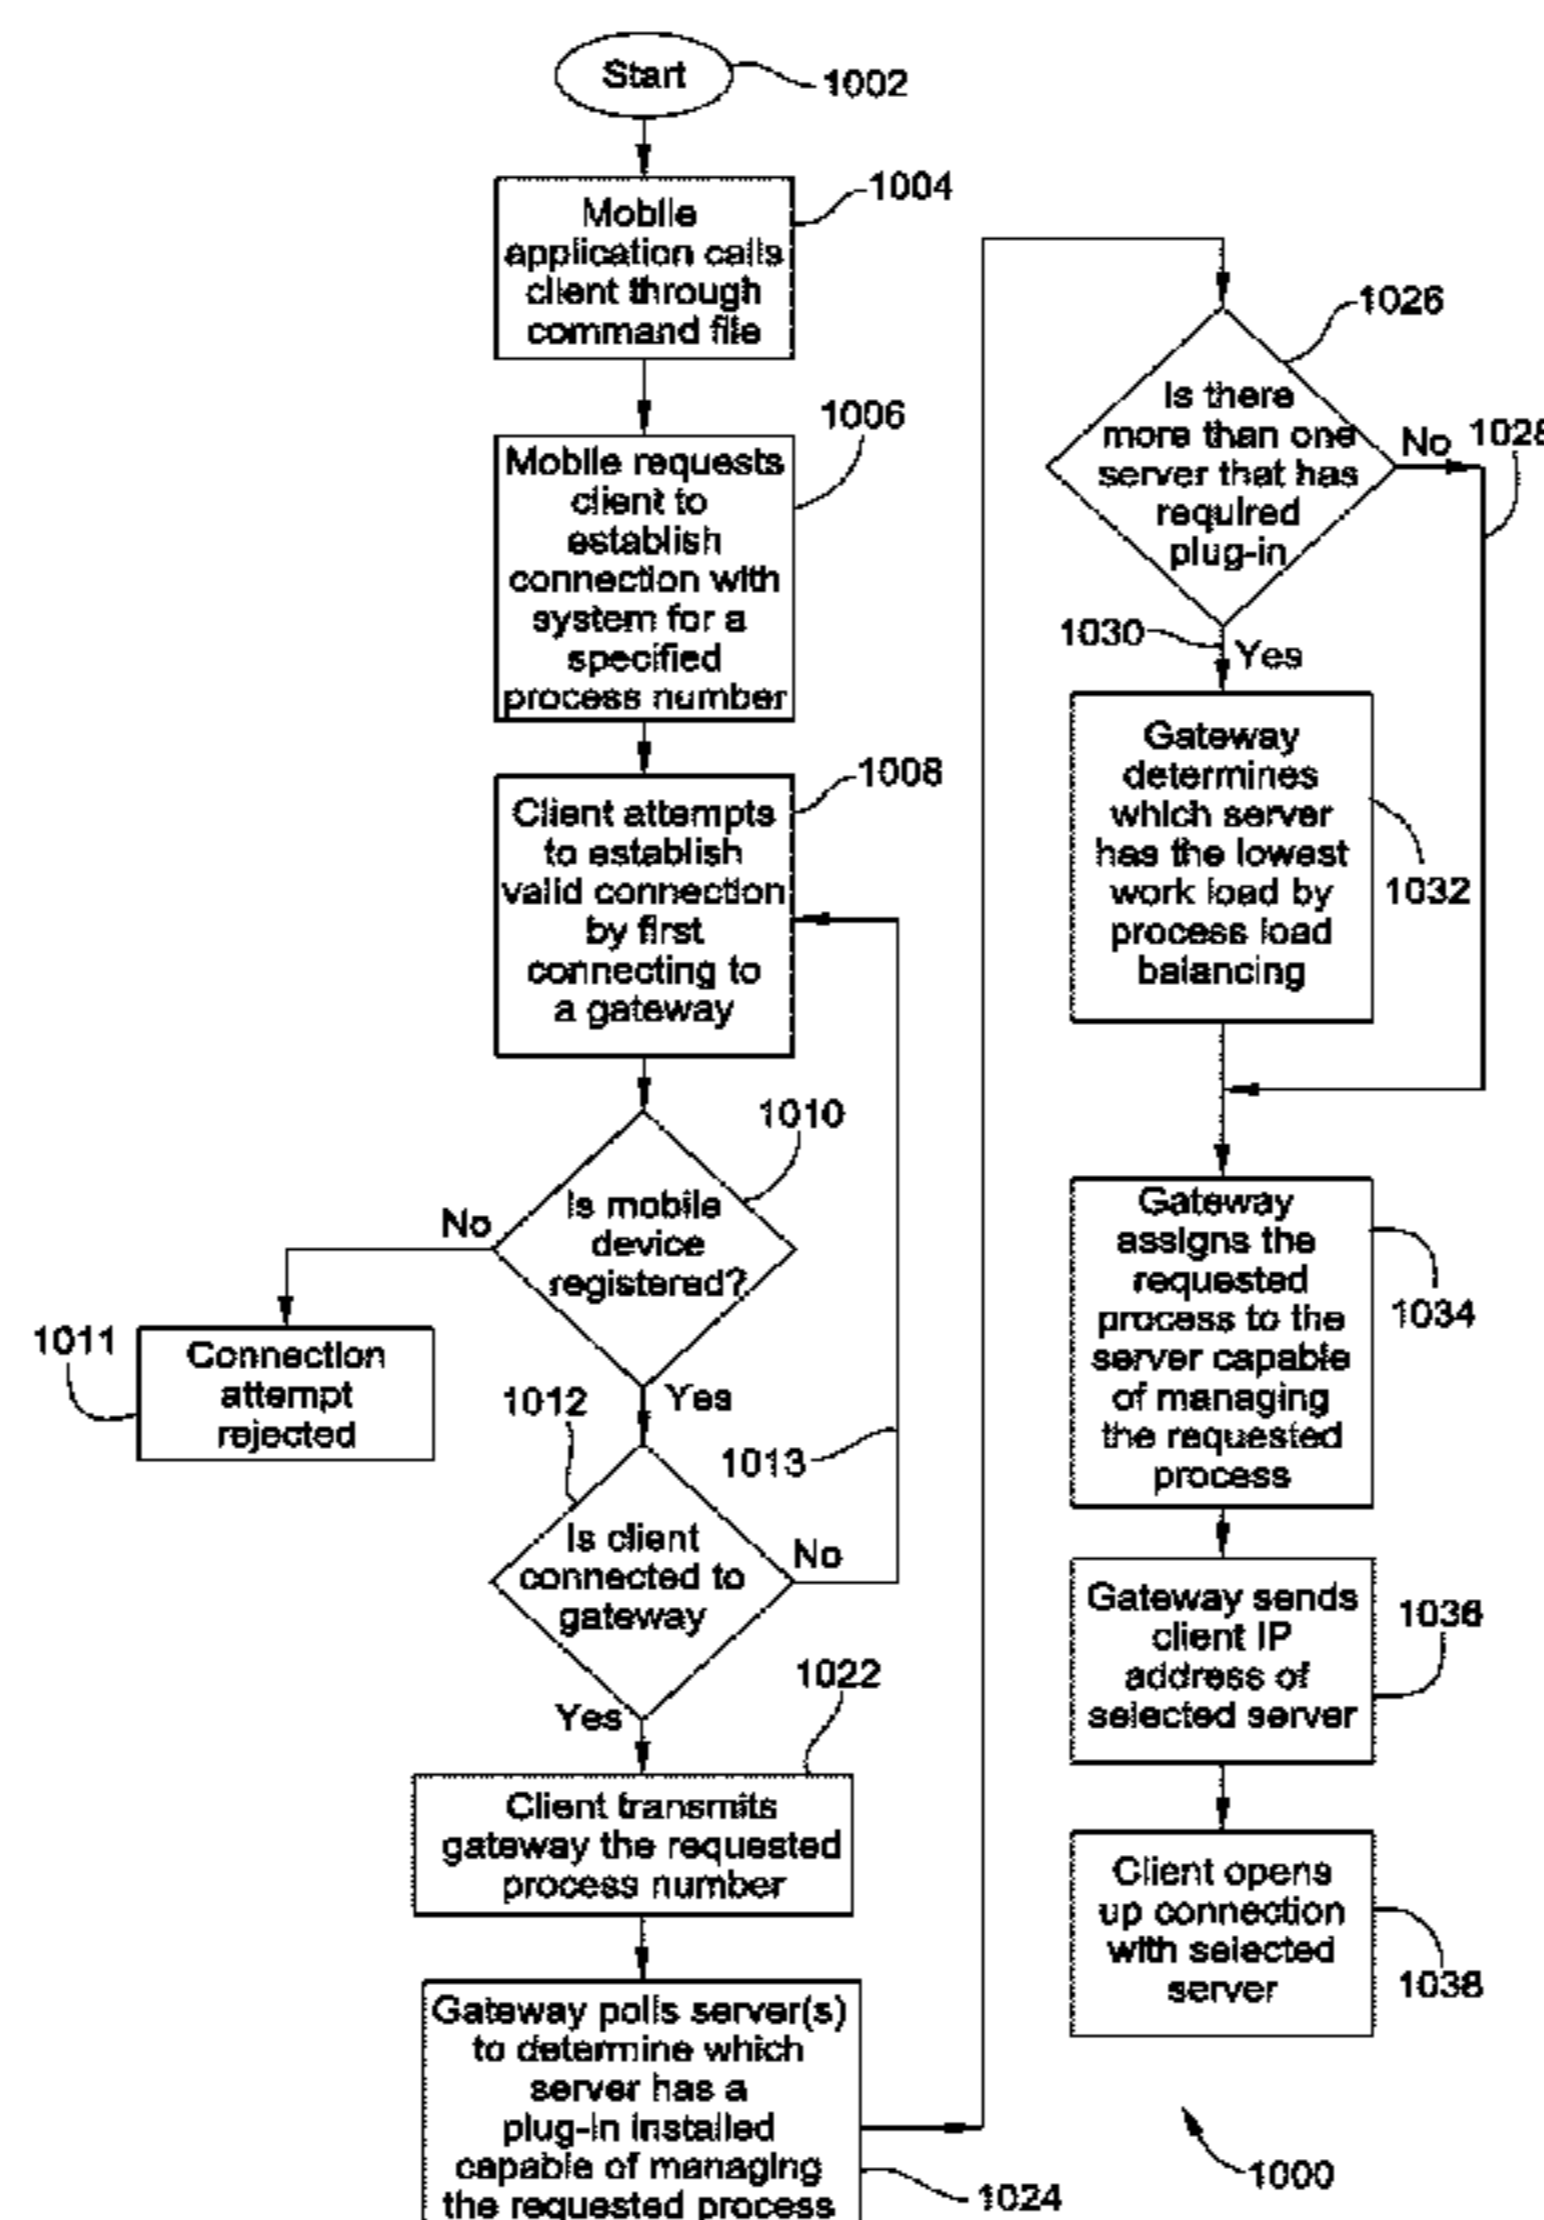 Start
1002
Mobile
application calls
client through
command file
1004
Mobile requests
client to
establish
connection with
system for a
specified
process number
1006
Client attempts
to establish
valid connection
by first
connecting to
a gateway
1008
Is mobile
device
registered?
1010
No
Connection
attempt
rejected
1011
Yes
1012
1013
Is client
connected to
gateway
No
Yes
1022
Client transmits
gateway the requested
process number
Gateway polls server(s)
to determine which
server has a
plug-in installed
capable of managing
the requested process
1024
1026
Is there
more than one
server that has
required
plug-in
No
1028
1030
Yes
Gateway
determines
which server
has the lowest
work load by
process load
balancing
1032
Gateway
assigns the
requested
process to the
server capable
of managing
the requested
process
1034
Gateway sends
client IP
address of
selected server
1036
Client opens
up connection
with selected
server
1038
1000